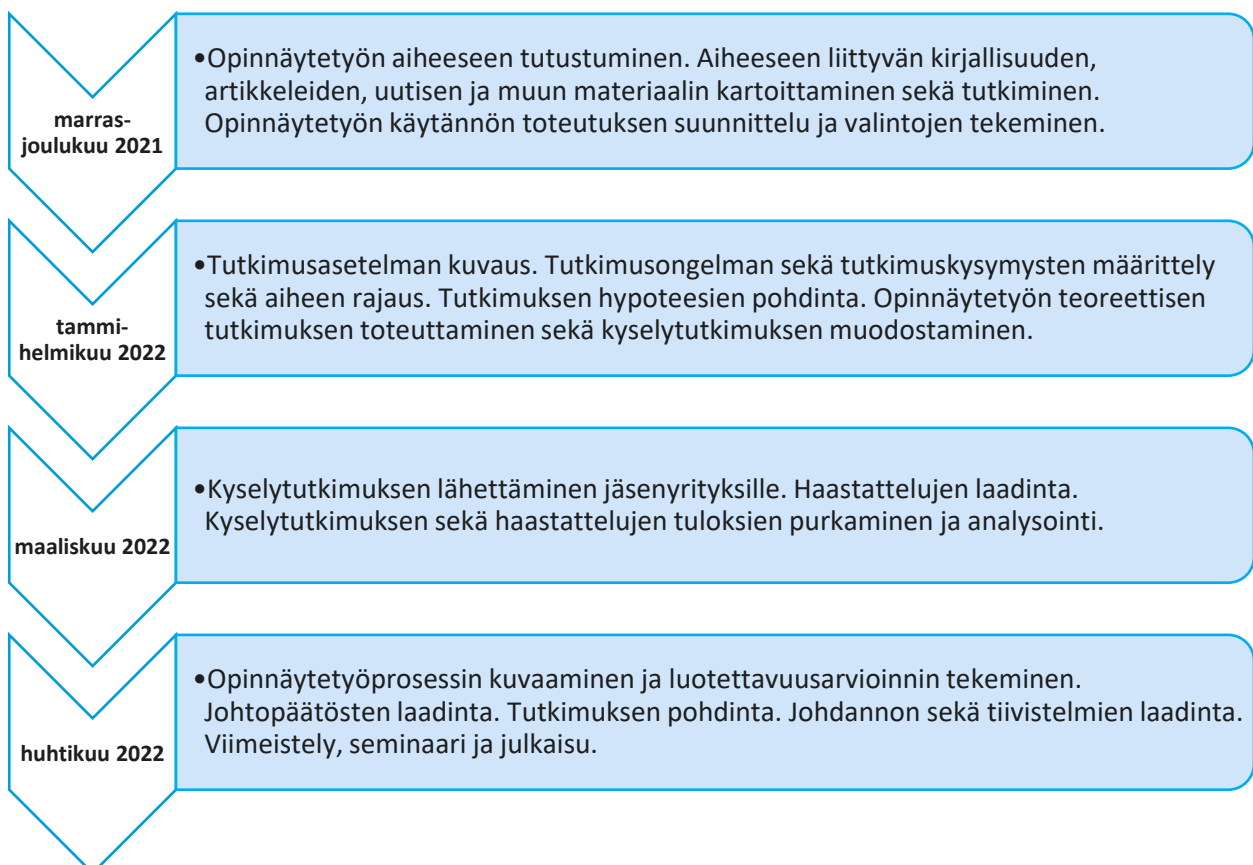 marras-
joulukuu 2021
•Opinnäytetyön aiheeseen tutustuminen. Aiheeseen liittyvän kirjallisuuden,
artikkeleiden, uutisen ja muun materiaalin kartoittaminen sekä tutkiminen.
Opinnäytetyön käytännön toteutuksen suunnittelu ja valintojen tekeminen.
tammi-
helmikuu 2022
•Tutkimusasetelman kuvaus. Tutkimusongelman sekä tutkimuskysymysten määrittely
sekä aiheen rajaus. Tutkimuksen hypoteesien pohdinta. Opinnäytetyön teoreettisen
tutkimuksen toteuttaminen sekä kyselytutkimuksen muodostaminen.
maaliskuu 2022
•Kyselytutkimuksen lähettäminen jäsenyrityksille. Haastattelujen laadinta.
Kyselytutkimuksen sekä haastattelujen tuloksien purkaminen ja analysointi.
huhtikuu 2022
•Opinnäytetyöprosessin kuvaaminen ja luotettavuusarvioinnin tekeminen.
Johtopäätösten laadinta. Tutkimuksen pohdinta. Johdannon sekä tiivistelmien laadinta.
Viimeistely, seminaari ja julkaisu.